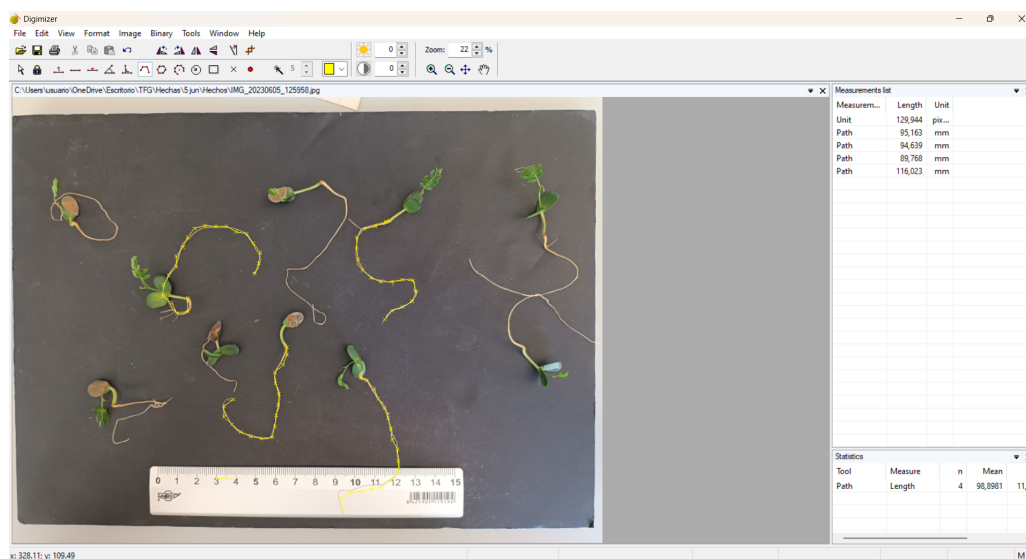 Digimizer
File Edit View Format Image Binary Tools Window Help
0 Zoom: 22 %
5 0
C:\Users\usuario\OneDrive\Escritorio\TFG\Hechas\5 jun\Hechos\IMG_20230605_125958.jpg
Measurements list
Measurem... Length Unit
Unit 129,944 pix...
Path 95,163 mm
Path 94,639 mm
Path 89,768 mm
Path 116,023 mm
0 1 2 3 4 5 6 7 8 9 10 11 12 13 14 15
Statistics
Tool Measure n Mean
Path Length 4 98,8981 11,
x: 328.11; y: 109.49
M